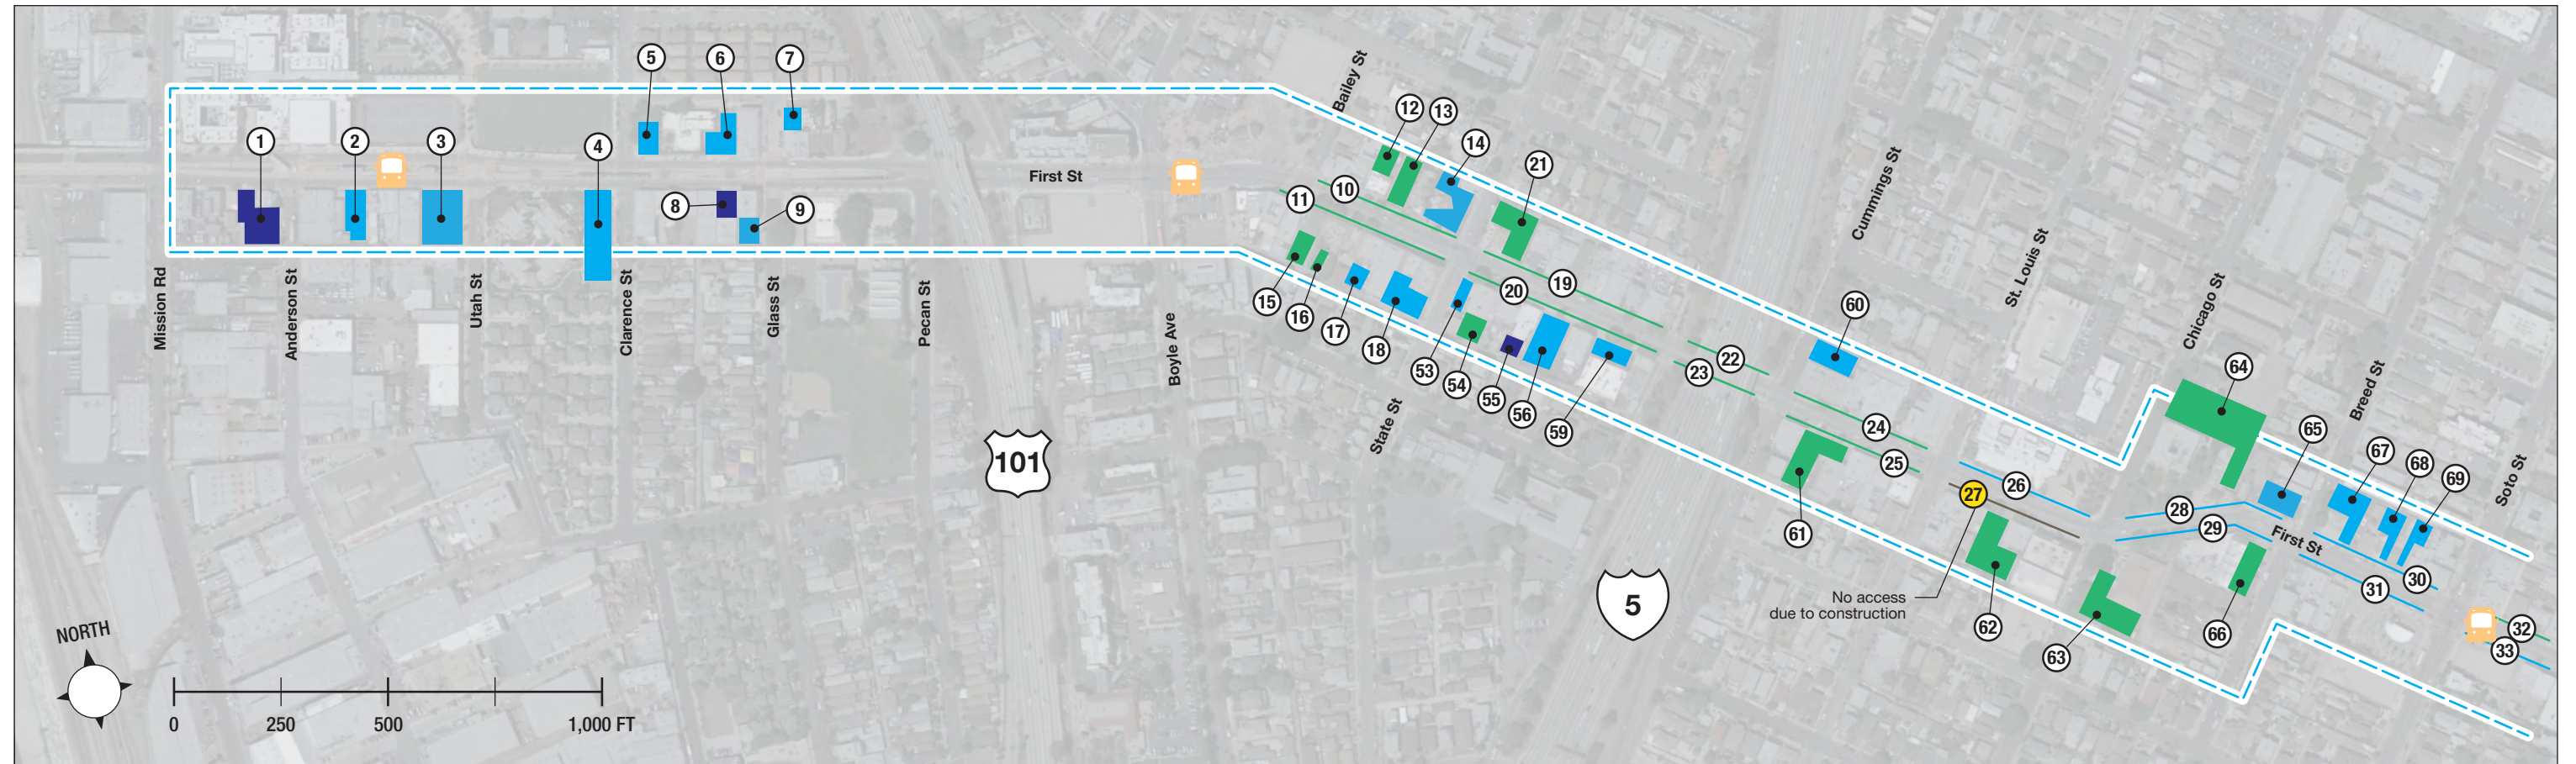 5
6
7
Bailey St
12
13
1
2
3
4
14
21
Cummings St
First St
8
9
11
10
St. Louis St
Mission Rd
Anderson St
Utah St
Clarence St
Glass St
Pecan St
Boyle Ave
15
16
17
18
20
19
60
Chicago St
53
54
55
56
59
23
22
64
State St
24
25
Breed St
65
67
68
69
Soto St
101
26
27
28
29
First St
61
30
31
5
No access
due to construction
62
63
66
32
33
NORTH
0
250
500
1,000 FT